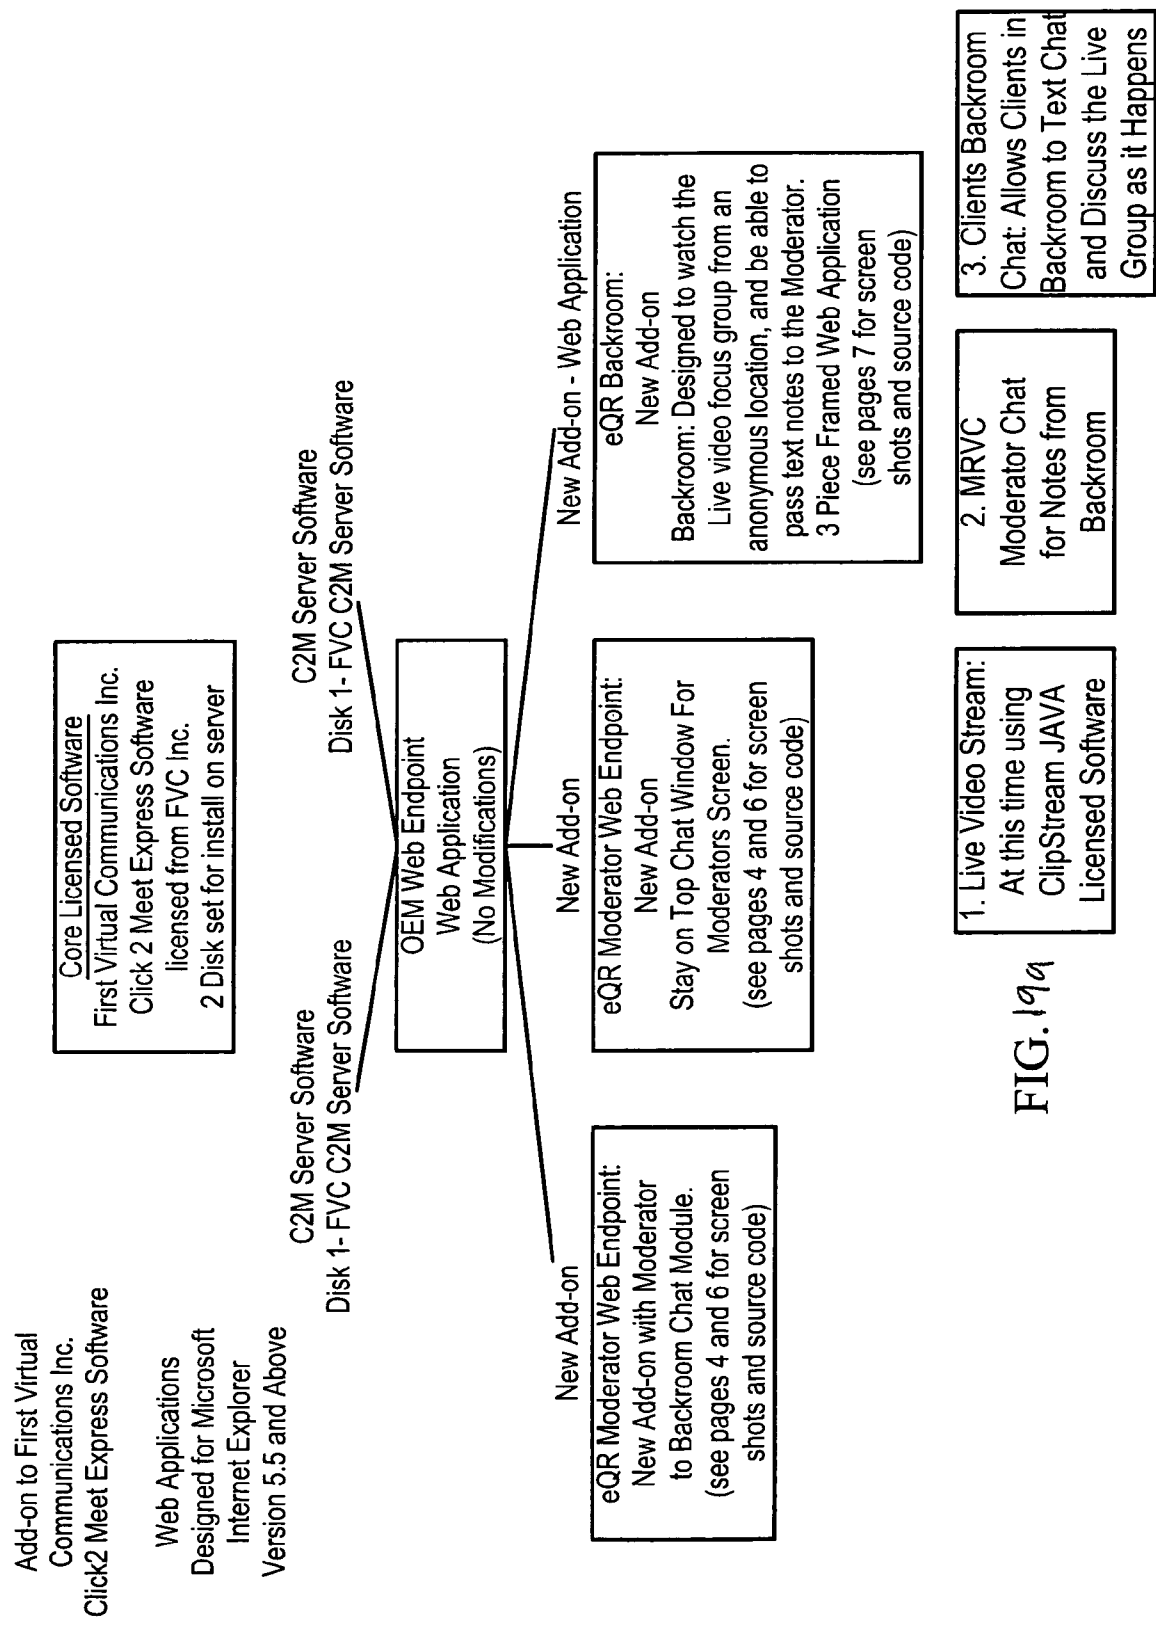 Add-on to First Virtual
Communications Inc.
Click2 Meet Express Software
Web Applications
Designed for Microsoft
Internet Explorer
Version 5.5 and Above
Core Licensed Software
First Virtual Communications Inc.
Click 2 Meet Express Software
licensed from FVC Inc.
2 Disk set for install on server
C2M Server Software
Disk 1- FVC C2M Server Software
C2M Server Software
Disk 1- FVC C2M Server Software
OEM Web Endpoint
Web Application
(No Modifications)
New Add-on
eQR Moderator Web Endpoint:
New Add-on with Moderator
to Backroom Chat Module.
(see pages 4 and 6 for screen
shots and source code)
New Add-on
eQR Moderator Web Endpoint:
New Add-on
Stay on Top Chat Window For
Moderators Screen.
(see pages 4 and 6 for screen
shots and source code)
New Add-on - Web Application
eQR Backroom:
New Add-on
Backroom: Designed to watch the
Live video focus group from an
anonymous location, and be able to
pass text notes to the Moderator.
3 Piece Framed Web Application
(see pages 7 for screen
shots and source code)
1. Live Video Stream:
At this time using
ClipStream JAVA
Licensed Software
2. MRVC
Moderator Chat
for Notes from
Backroom
3. Clients Backroom
Chat: Allows Clients in
Backroom to Text Chat
and Discuss the Live
Group as it Happens
FIG. 19a